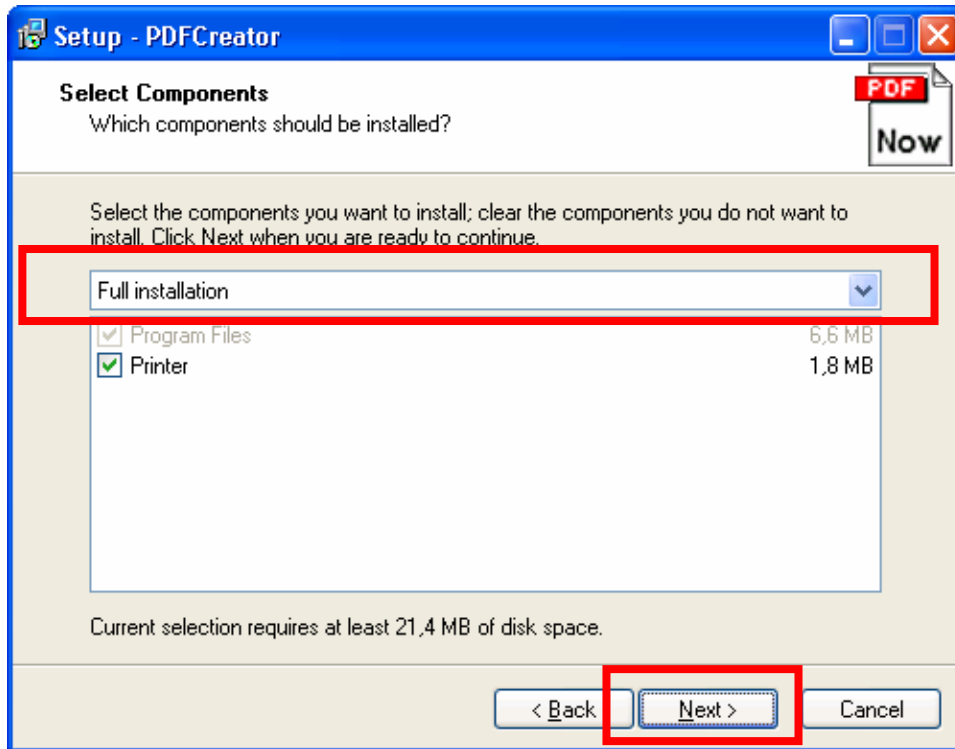 Setup - PDFCreator
Select Components
Which components should be installed?
PDF
Now
Select the components you want to install; clear the components you do not want to
install. Click Next when you are ready to continue.
Full installation
Program Files 6,6 MB
Printer 1,8 MB
Current selection requires at least 21,4 MB of disk space.
< Back Next > Cancel